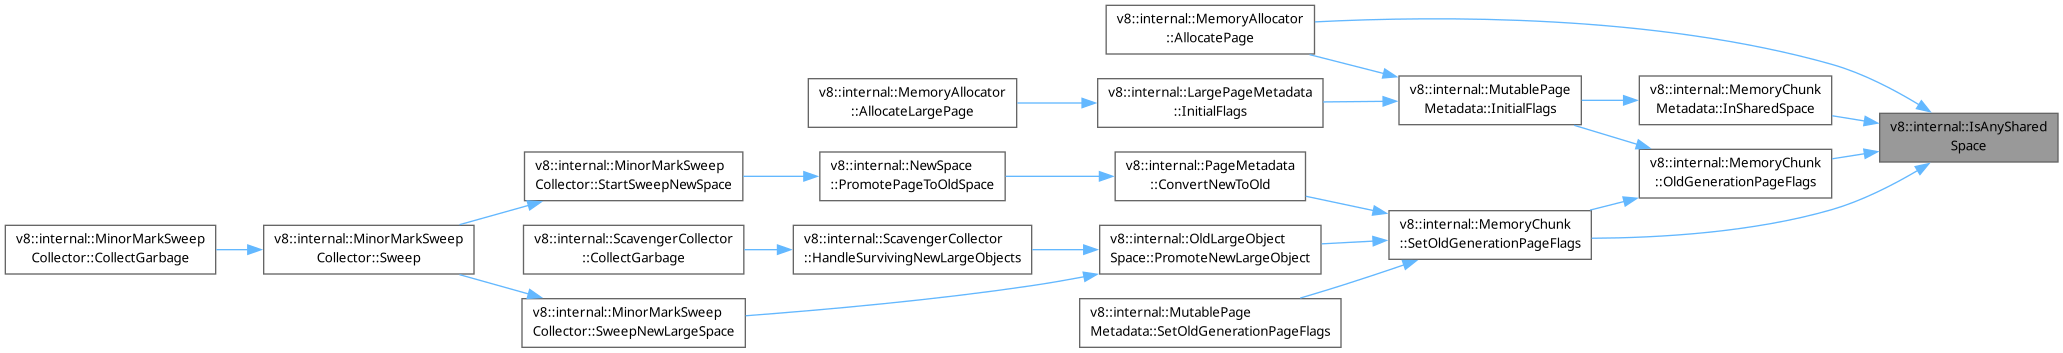 v8::internal::MemoryAllocator
::AllocatePage
v8::internal::MemoryAllocator
::AllocateLargePage
v8::internal::LargePageMetadata
::InitialFlags
v8::internal::MutablePage
Metadata::InitialFlags
v8::internal::MemoryChunk
Metadata::InSharedSpace
v8::internal::IsAnyShared
Space
v8::internal::MinorMarkSweep
Collector::StartSweepNewSpace
v8::internal::NewSpace
::PromotePageToOldSpace
v8::internal::PageMetadata
::ConvertNewToOld
v8::internal::MemoryChunk
::OldGenerationPageFlags
v8::internal::MinorMarkSweep
Collector::CollectGarbage
v8::internal::MinorMarkSweep
Collector::Sweep
v8::internal::ScavengerCollector
::CollectGarbage
v8::internal::ScavengerCollector
::HandleSurvivingNewLargeObjects
v8::internal::OldLargeObject
Space::PromoteNewLargeObject
v8::internal::MemoryChunk
::SetOldGenerationPageFlags
v8::internal::MinorMarkSweep
Collector::SweepNewLargeSpace
v8::internal::MutablePage
Metadata::SetOldGenerationPageFlags